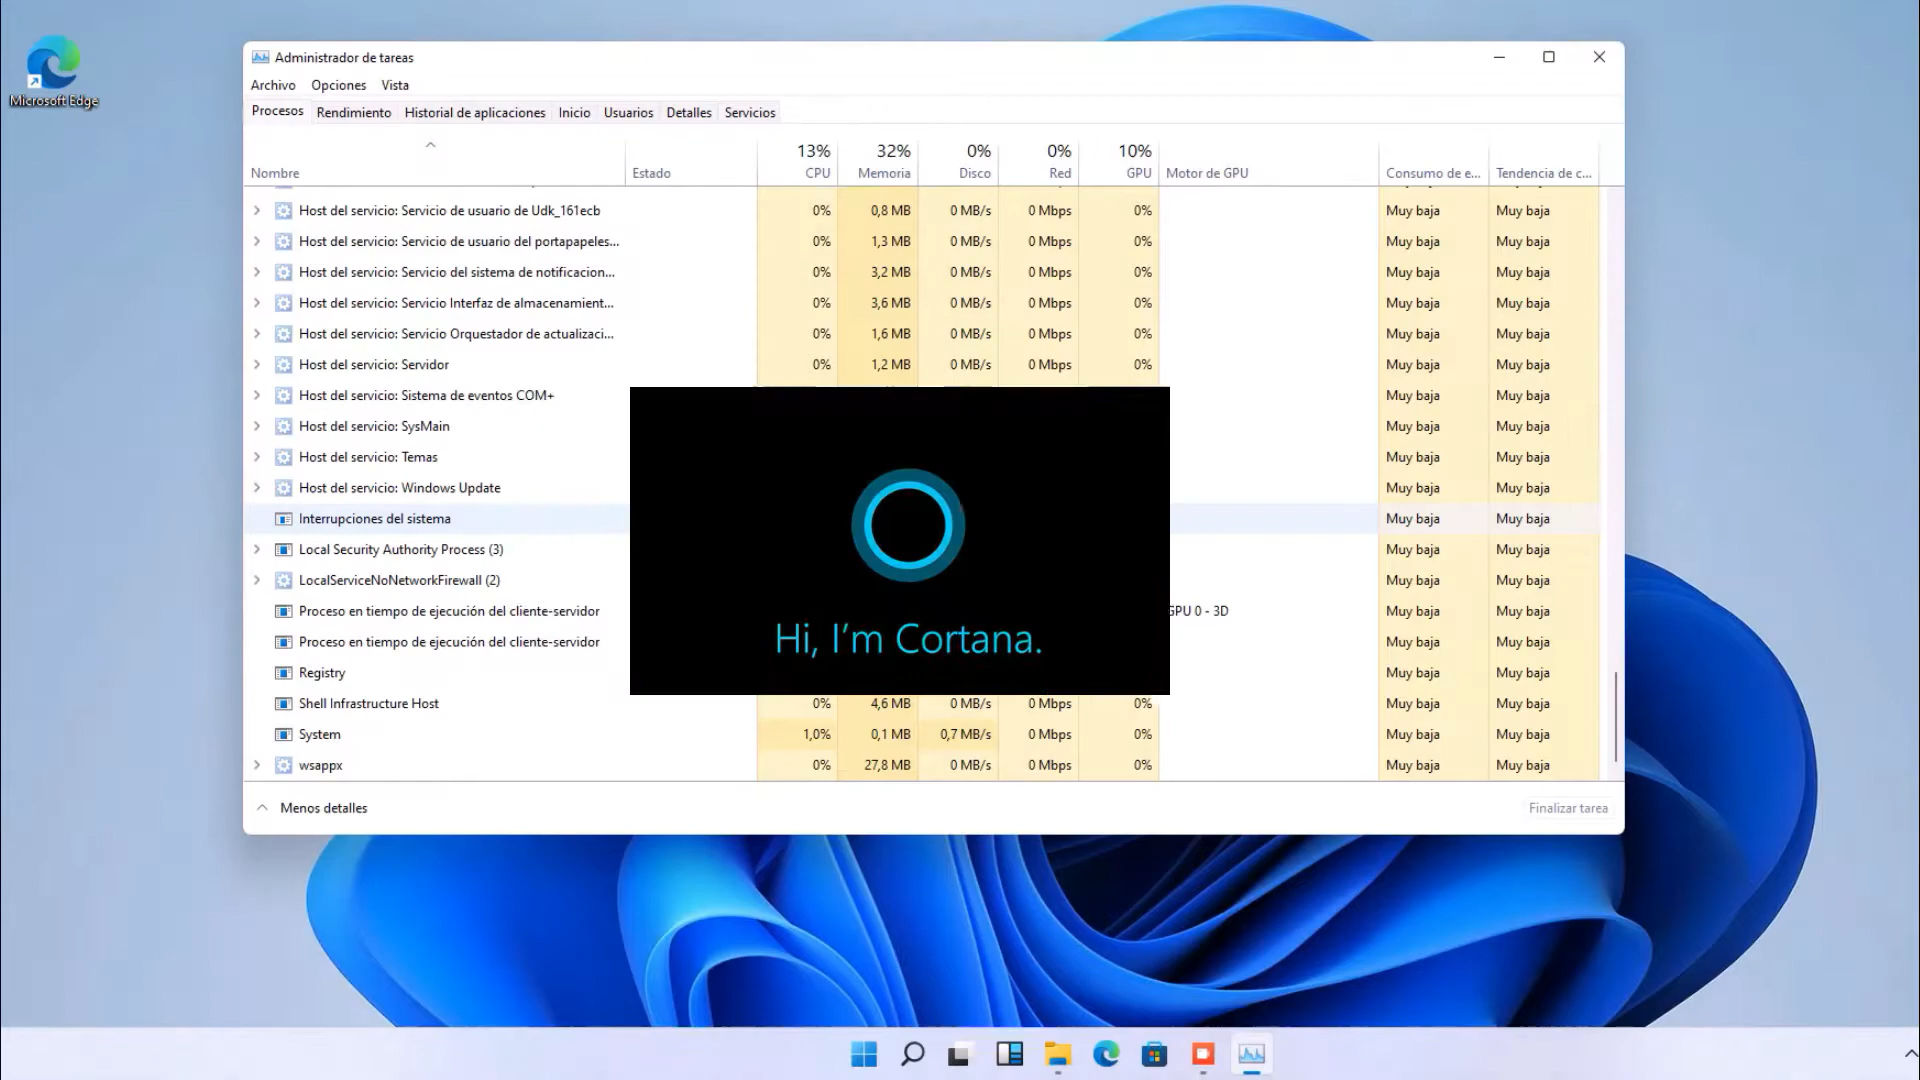 Microsoft Edge
Administrador de tareas
Archivo Opciones Vista
Procesos Rendimiento Historial de aplicaciones Inicio Usuarios Detalles Servicios
13% 32% 0% 0% 10%
Nombre Estado CPU Memoria Disco Red GPU Motor de GPU Consumo de e... Tendencia de c...
Host del servicio: Servicio de usuario de Udk_161ecb 0% 0,8 MB 0 MB/s 0 Mbps 0% Muy baja Muy baja
Host del servicio: Servicio de usuario del portapapeles... 0% 1,3 MB 0 MB/s 0 Mbps 0% Muy baja Muy baja
Host del servicio: Servicio del sistema de notificacion... 0% 3,2 MB 0 MB/s 0 Mbps 0% Muy baja Muy baja
Host del servicio: Servicio Interfaz de almacenamient... 0% 3,6 MB 0 MB/s 0 Mbps 0% Muy baja Muy baja
Host del servicio: Servicio Orquestador de actualizaci... 0% 1,6 MB 0 MB/s 0 Mbps 0% Muy baja Muy baja
Host del servicio: Servidor 0% 1,2 MB 0 MB/s 0 Mbps 0% Muy baja Muy baja
Host del servicio: Sistema de eventos COM+ Muy baja Muy baja
Host del servicio: SysMain Muy baja Muy baja
Host del servicio: Temas Muy baja Muy baja
Host del servicio: Windows Update Muy baja Muy baja
Interrupciones del sistema Muy baja Muy baja
Local Security Authority Process (3) Muy baja Muy baja
LocalServiceNoNetworkFirewall (2) Muy baja Muy baja
Proceso en tiempo de ejecución del cliente-servidor GPU 0 - 3D Muy baja Muy baja
Proceso en tiempo de ejecución del cliente-servidor Muy baja Muy baja
Hi, I'm Cortana.
Registry Muy baja Muy baja
Shell Infrastructure Host 0% 4,6 MB 0 MB/s 0 Mbps 0% Muy baja Muy baja
System 1,0% 0,1 MB 0,7 MB/s 0 Mbps 0% Muy baja Muy baja
wsappx 0% 27,8 MB 0 MB/s 0 Mbps 0% Muy baja Muy baja
Menos detalles Finalizar tarea